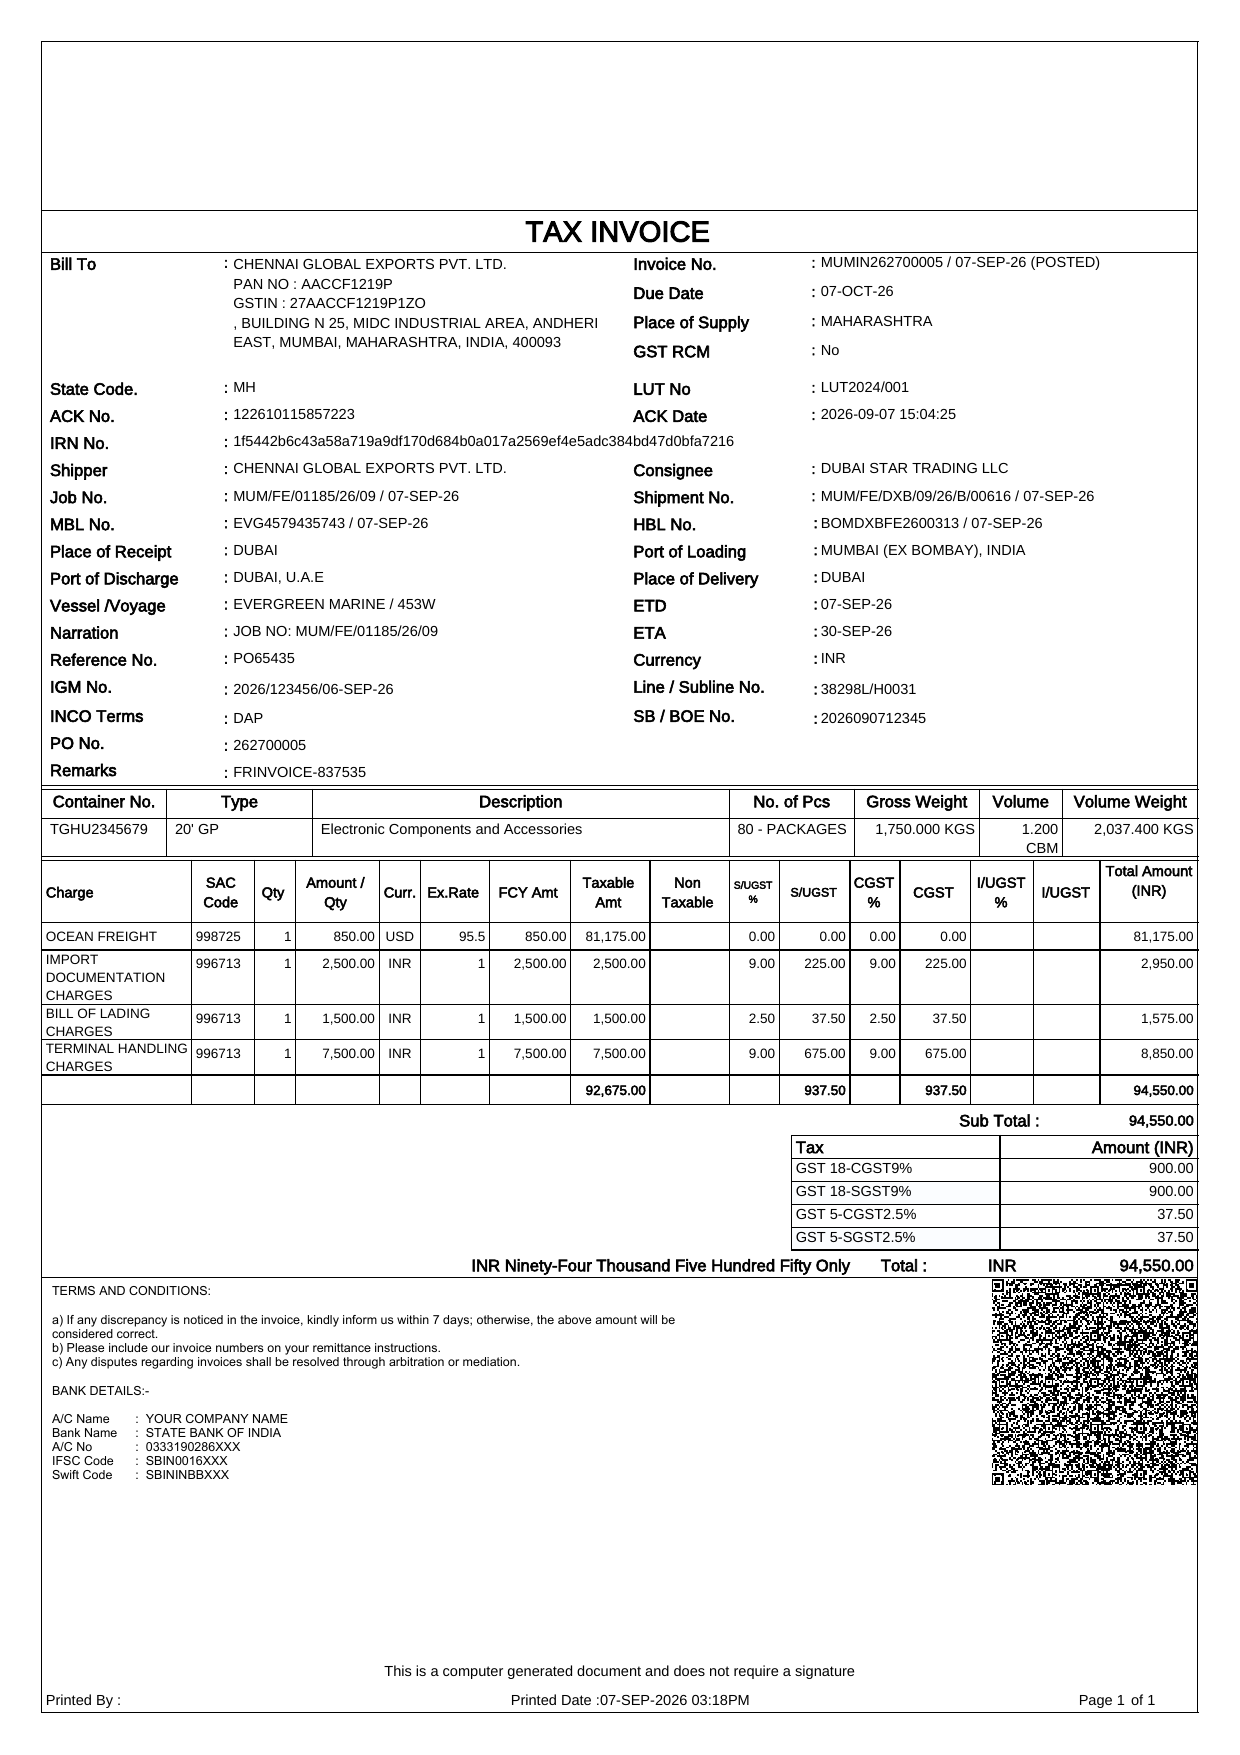 TAX INVOICE
Bill To : CHENNAI GLOBAL EXPORTS PVT. LTD.
PAN NO : AACCF1219P
GSTIN : 27AACCF1219P1ZO
, BUILDING N 25, MIDC INDUSTRIAL AREA, ANDHERI
EAST, MUMBAI, MAHARASHTRA, INDIA, 400093
Invoice No. : MUMIN262700005 / 07-SEP-26 (POSTED)
Due Date : 07-OCT-26
Place of Supply : MAHARASHTRA
GST RCM : No
State Code. : MH LUT No : LUT2024/001
ACK No. : 122610115857223 ACK Date : 2026-09-07 15:04:25
IRN No. : 1f5442b6c43a58a719a9df170d684b0a017a2569ef4e5adc384bd47d0bfa7216
Shipper : CHENNAI GLOBAL EXPORTS PVT. LTD. Consignee : DUBAI STAR TRADING LLC
Job No. : MUM/FE/01185/26/09 / 07-SEP-26 Shipment No. : MUM/FE/DXB/09/26/B/00616 / 07-SEP-26
MBL No. : EVG4579435743 / 07-SEP-26 HBL No. : BOMDXBFE2600313 / 07-SEP-26
Place of Receipt : DUBAI Port of Loading : MUMBAI (EX BOMBAY), INDIA
Port of Discharge : DUBAI, U.A.E Place of Delivery : DUBAI
Vessel /Voyage : EVERGREEN MARINE / 453W ETD : 07-SEP-26
Narration : JOB NO: MUM/FE/01185/26/09 ETA : 30-SEP-26
Reference No. : PO65435 Currency : INR
IGM No. : 2026/123456/06-SEP-26 Line / Subline No. : 38298L/H0031
INCO Terms : DAP SB / BOE No. : 2026090712345
PO No. : 262700005
Remarks : FRINVOICE-837535
Container No. Type Description No. of Pcs Gross Weight Volume Volume Weight
TGHU2345679 20' GP Electronic Components and Accessories 80 - PACKAGES 1,750.000 KGS 1.200 CBM 2,037.400 KGS
Charge SAC Code Qty Amount / Qty Curr. Ex.Rate FCY Amt Taxable Amt Non Taxable S/UGST % S/UGST CGST % CGST I/UGST % I/UGST Total Amount (INR)
OCEAN FREIGHT 998725 1 850.00 USD 95.5 850.00 81,175.00 0.00 0.00 0.00 0.00 81,175.00
IMPORT DOCUMENTATION CHARGES 996713 1 2,500.00 INR 1 2,500.00 2,500.00 9.00 225.00 9.00 225.00 2,950.00
BILL OF LADING CHARGES 996713 1 1,500.00 INR 1 1,500.00 1,500.00 2.50 37.50 2.50 37.50 1,575.00
TERMINAL HANDLING CHARGES 996713 1 7,500.00 INR 1 7,500.00 7,500.00 9.00 675.00 9.00 675.00 8,850.00
92,675.00 937.50 937.50 94,550.00
Sub Total : 94,550.00
Tax Amount (INR)
GST 18-CGST9% 900.00
GST 18-SGST9% 900.00
GST 5-CGST2.5% 37.50
GST 5-SGST2.5% 37.50
INR Ninety-Four Thousand Five Hundred Fifty Only Total : INR 94,550.00
TERMS AND CONDITIONS:
a) If any discrepancy is noticed in the invoice, kindly inform us within 7 days; otherwise, the above amount will be
considered correct.
b) Please include our invoice numbers on your remittance instructions.
c) Any disputes regarding invoices shall be resolved through arbitration or mediation.
BANK DETAILS:-
A/C Name : YOUR COMPANY NAME
Bank Name : STATE BANK OF INDIA
A/C No : 0333190286XXX
IFSC Code : SBIN0016XXX
Swift Code : SBININBBXXX
This is a computer generated document and does not require a signature
Printed By : Printed Date :07-SEP-2026 03:18PM Page 1 of 1